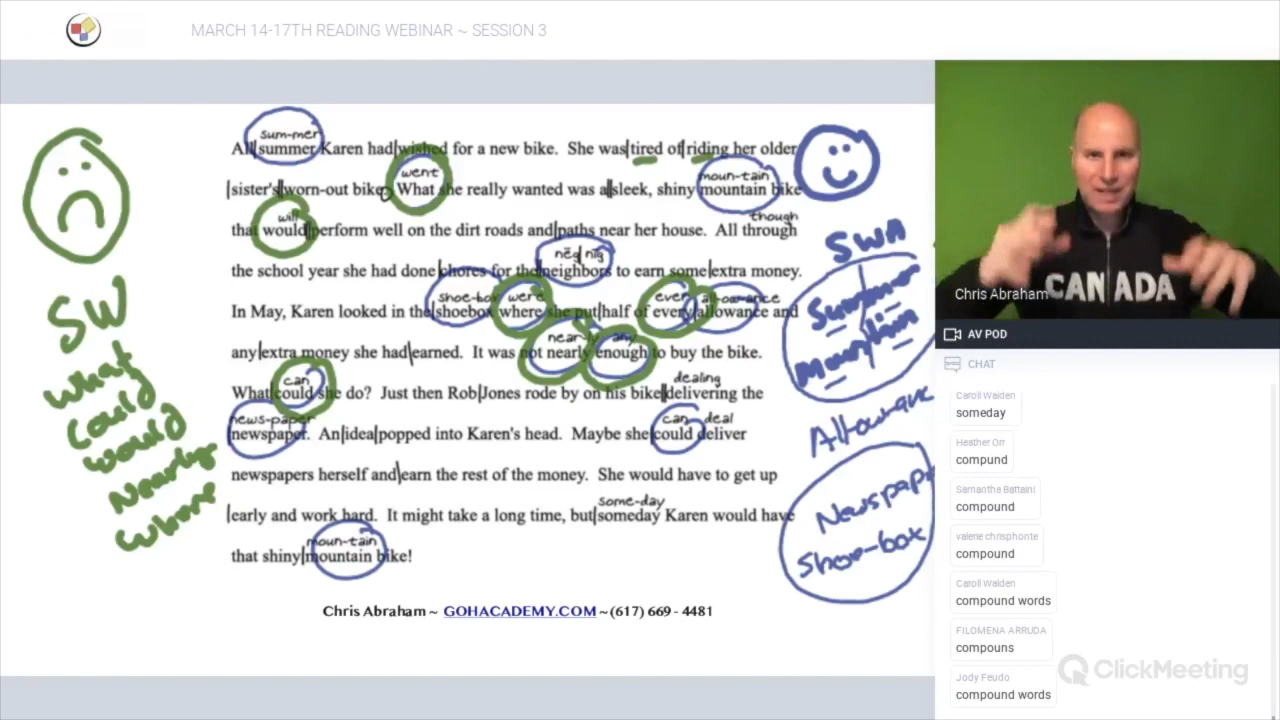 MARCH 14-17TH READING WEBINAR ~ SESSION 3
sum-mer
All summer Karen had wished for a new bike. She was tired of riding her older
went
moun-tain
sister's worn-out bike. What she really wanted was a sleek, shiny mountain bike
will
though
that would perform well on the dirt roads and paths near her house. All through
nēg nīg
the school year she had done chores for the neighbors to earn some extra money.
shoe-box were ever al-ow-ance
In May, Karen looked in the shoebox where she put half of every allowance and
near-ly any
any extra money she had earned. It was not nearly enough to buy the bike.
can
dealing
What could she do? Just then Rob Jones rode by on his bike delivering the
news-paper
can deal
newspaper. An idea popped into Karen's head. Maybe she could deliver
newspapers herself and earn the rest of the money. She would have to get up
some-day
early and work hard. It might take a long time, but someday Karen would have
moun-tain
that shiny mountain bike!
Chris Abraham ~ GOHACADEMY.COM ~ (617) 669 - 4481
SW
What
Could
would
Nearly
Where
SWA
Summer
Mountain
Allowance
Newspap
Shoe-box
CANADA
Chris Abraham
AV POD
CHAT
Caroll Walden
someday
Heather Orr
compund
Samantha Battaini
compound
valerie chrisphonte
compound
Caroll Walden
compound words
FILOMENA ARRUDA
compouns
Jody Feudo
compound words
ClickMeeting